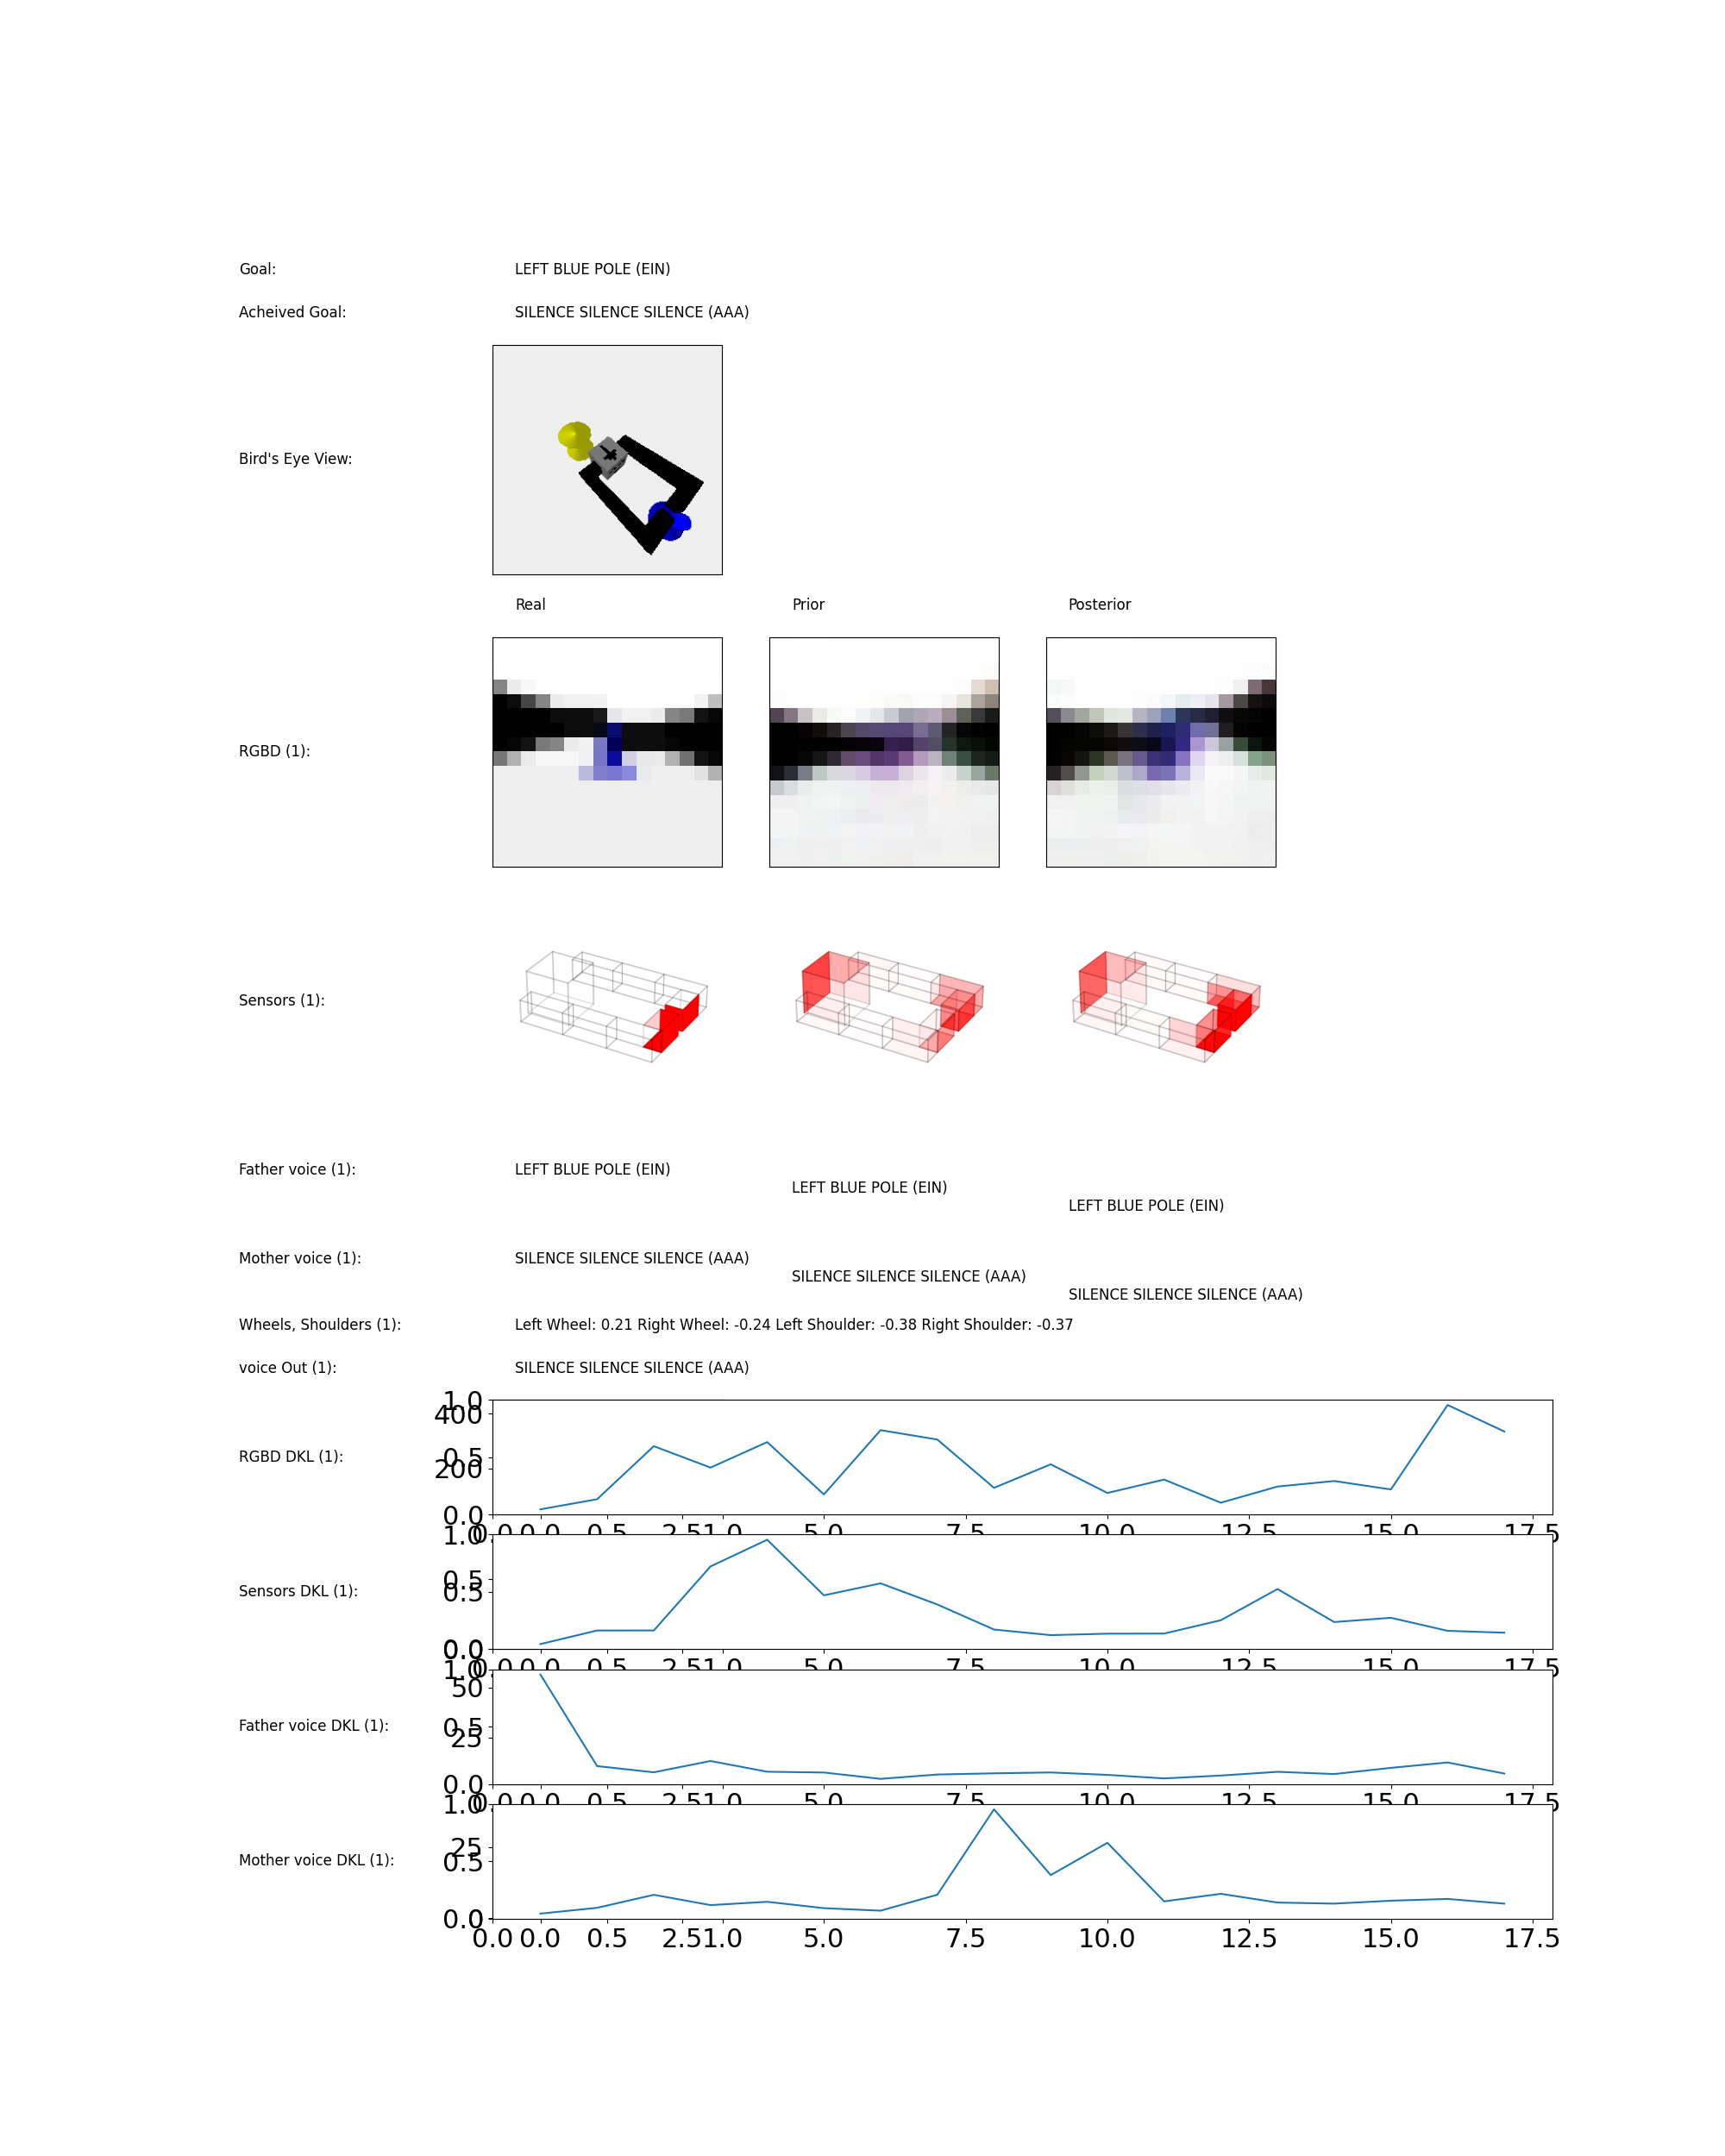 Goal: LEFT BLUE POLE (EIN)
Acheived Goal: SILENCE SILENCE SILENCE (AAA)
Bird's Eye View:
Real Prior Posterior
RGBD (1):
Sensors (1):
Father voice (1): LEFT BLUE POLE (EIN)
LEFT BLUE POLE (EIN)
LEFT BLUE POLE (EIN)
Mother voice (1): SILENCE SILENCE SILENCE (AAA)
SILENCE SILENCE SILENCE (AAA)
SILENCE SILENCE SILENCE (AAA)
Wheels, Shoulders (1): Left Wheel: 0.21 Right Wheel: -0.24 Left Shoulder: -0.38 Right Shoulder: -0.37
voice Out (1): SILENCE SILENCE SILENCE (AAA)
1.0
400
RGBD DKL (1): 0.5
200
0.0
0.0 0.0 0.5 2.5 1.0 5.0 7.5 10.0 12.5 15.0 17.5
1.0
0.5
Sensors DKL (1): 0.5
0.0
0.0 0.0 0.5 2.5 1.0 5.0 7.5 10.0 12.5 15.0 17.5
1.0
50
Father voice DKL (1): 0.5
25
0.0
0.0 0.0 0.5 2.5 1.0 5.0 7.5 10.0 12.5 15.0 17.5
1.0
25
Mother voice DKL (1): 0.5
0.0
0.0 0.0 0.5 2.5 1.0 5.0 7.5 10.0 12.5 15.0 17.5